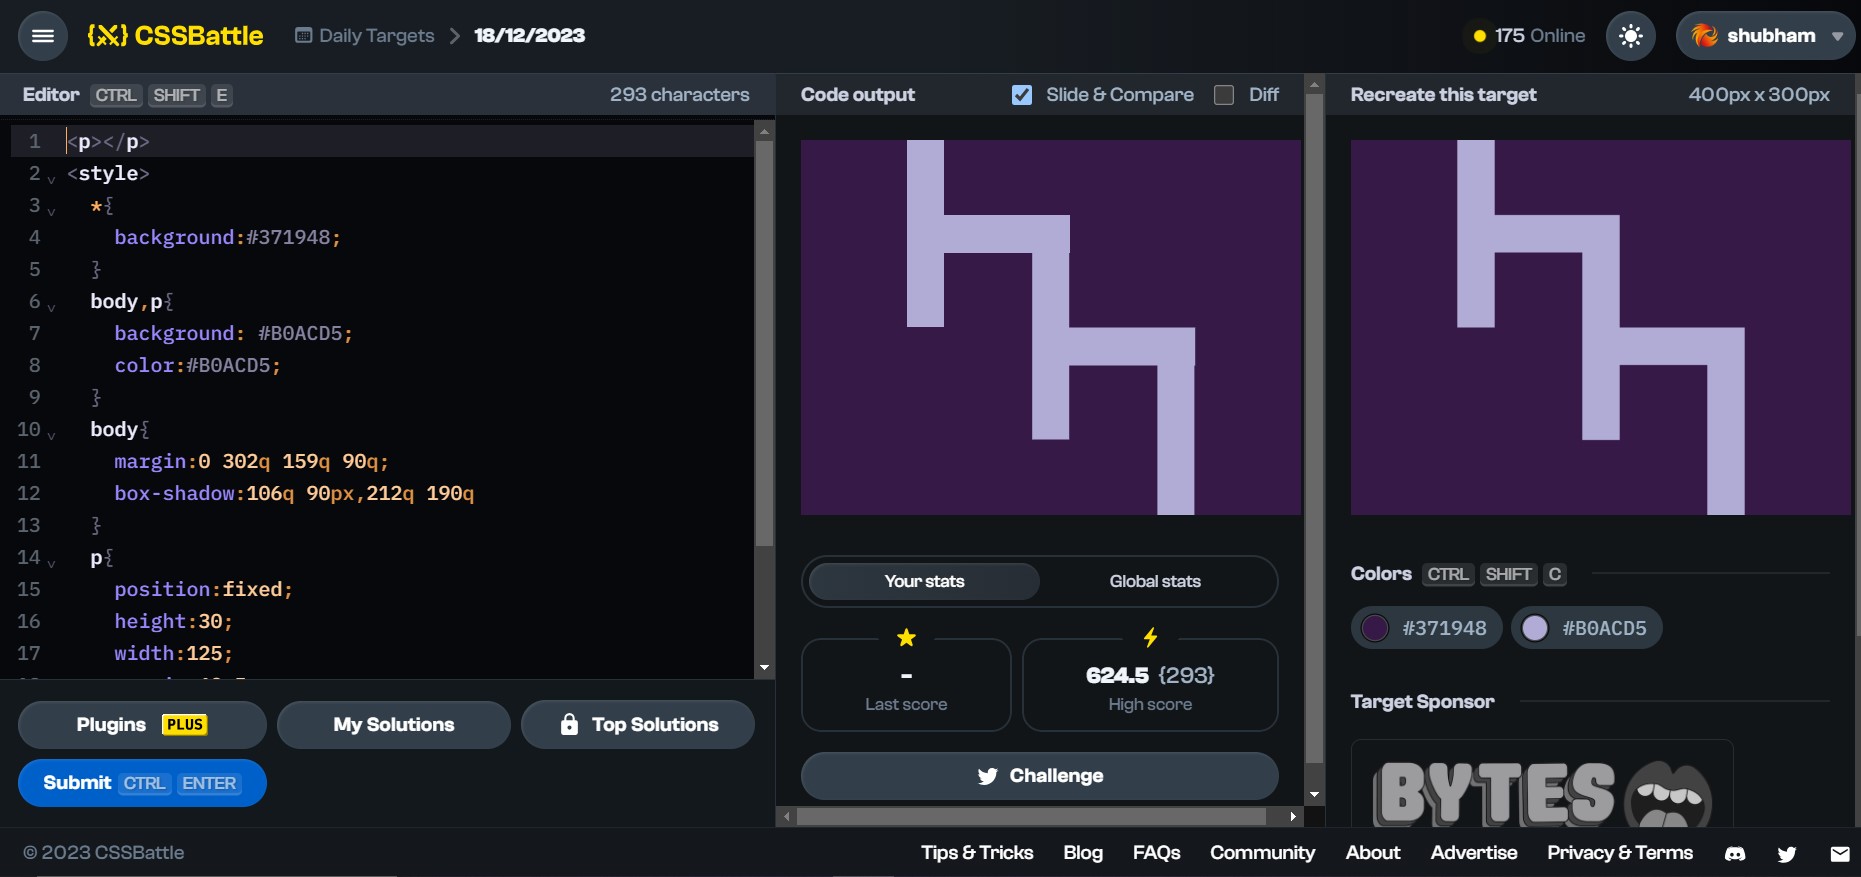 {X} CSSBattle Daily Targets > 18/12/2023 175 Online shubham
Editor CTRL SHIFT E 293 characters
1 <p></p>
2 <style>
3 *{
4 background:#371948;
5 }
6 body,p{
7 background: #B0ACD5;
8 color:#B0ACD5;
9 }
10 body{
11 margin:0 302q 159q 90q;
12 box-shadow:106q 90px,212q 190q
13 }
14 p{
15 position:fixed;
16 height:30;
17 width:125;
Plugins PLUS My Solutions Top Solutions
Submit CTRL ENTER
Code output Slide & Compare Diff
Your stats Global stats
- 
Last score
624.5 {293}
High score
Challenge
Recreate this target 400px x 300px
Colors CTRL SHIFT C
#371948 #B0ACD5
Target Sponsor
BYTES
© 2023 CSSBattle Tips & Tricks Blog FAQs Community About Advertise Privacy & Terms